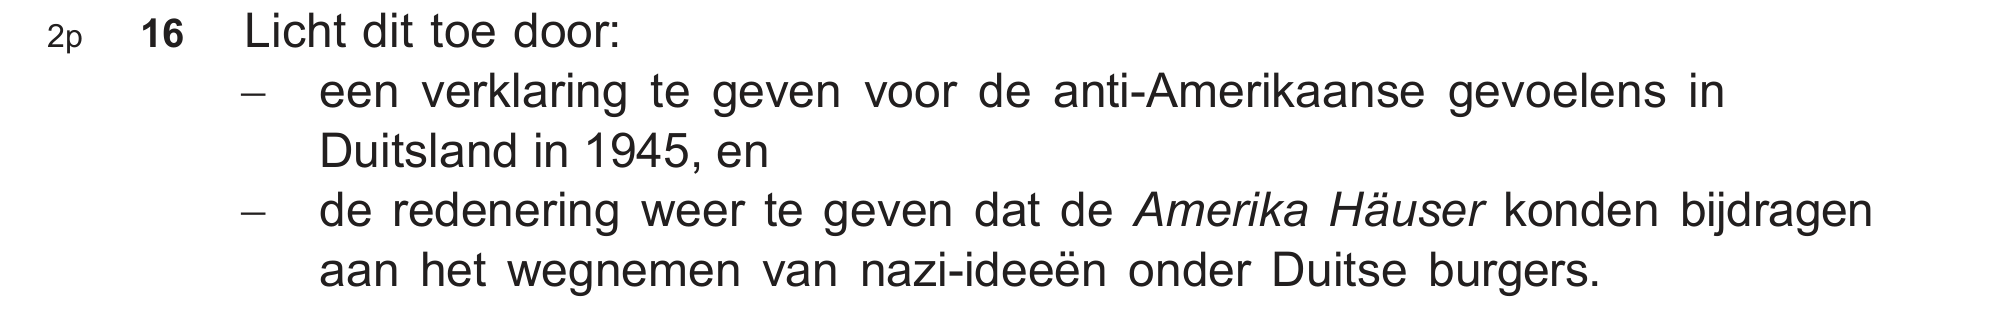 2p 16 Licht dit toe door:
– een verklaring te geven voor de anti-Amerikaanse gevoelens in
Duitsland in 1945, en
– de redenering weer te geven dat de Amerika Häuser konden bijdragen
aan het wegnemen van nazi-ideeën onder Duitse burgers.